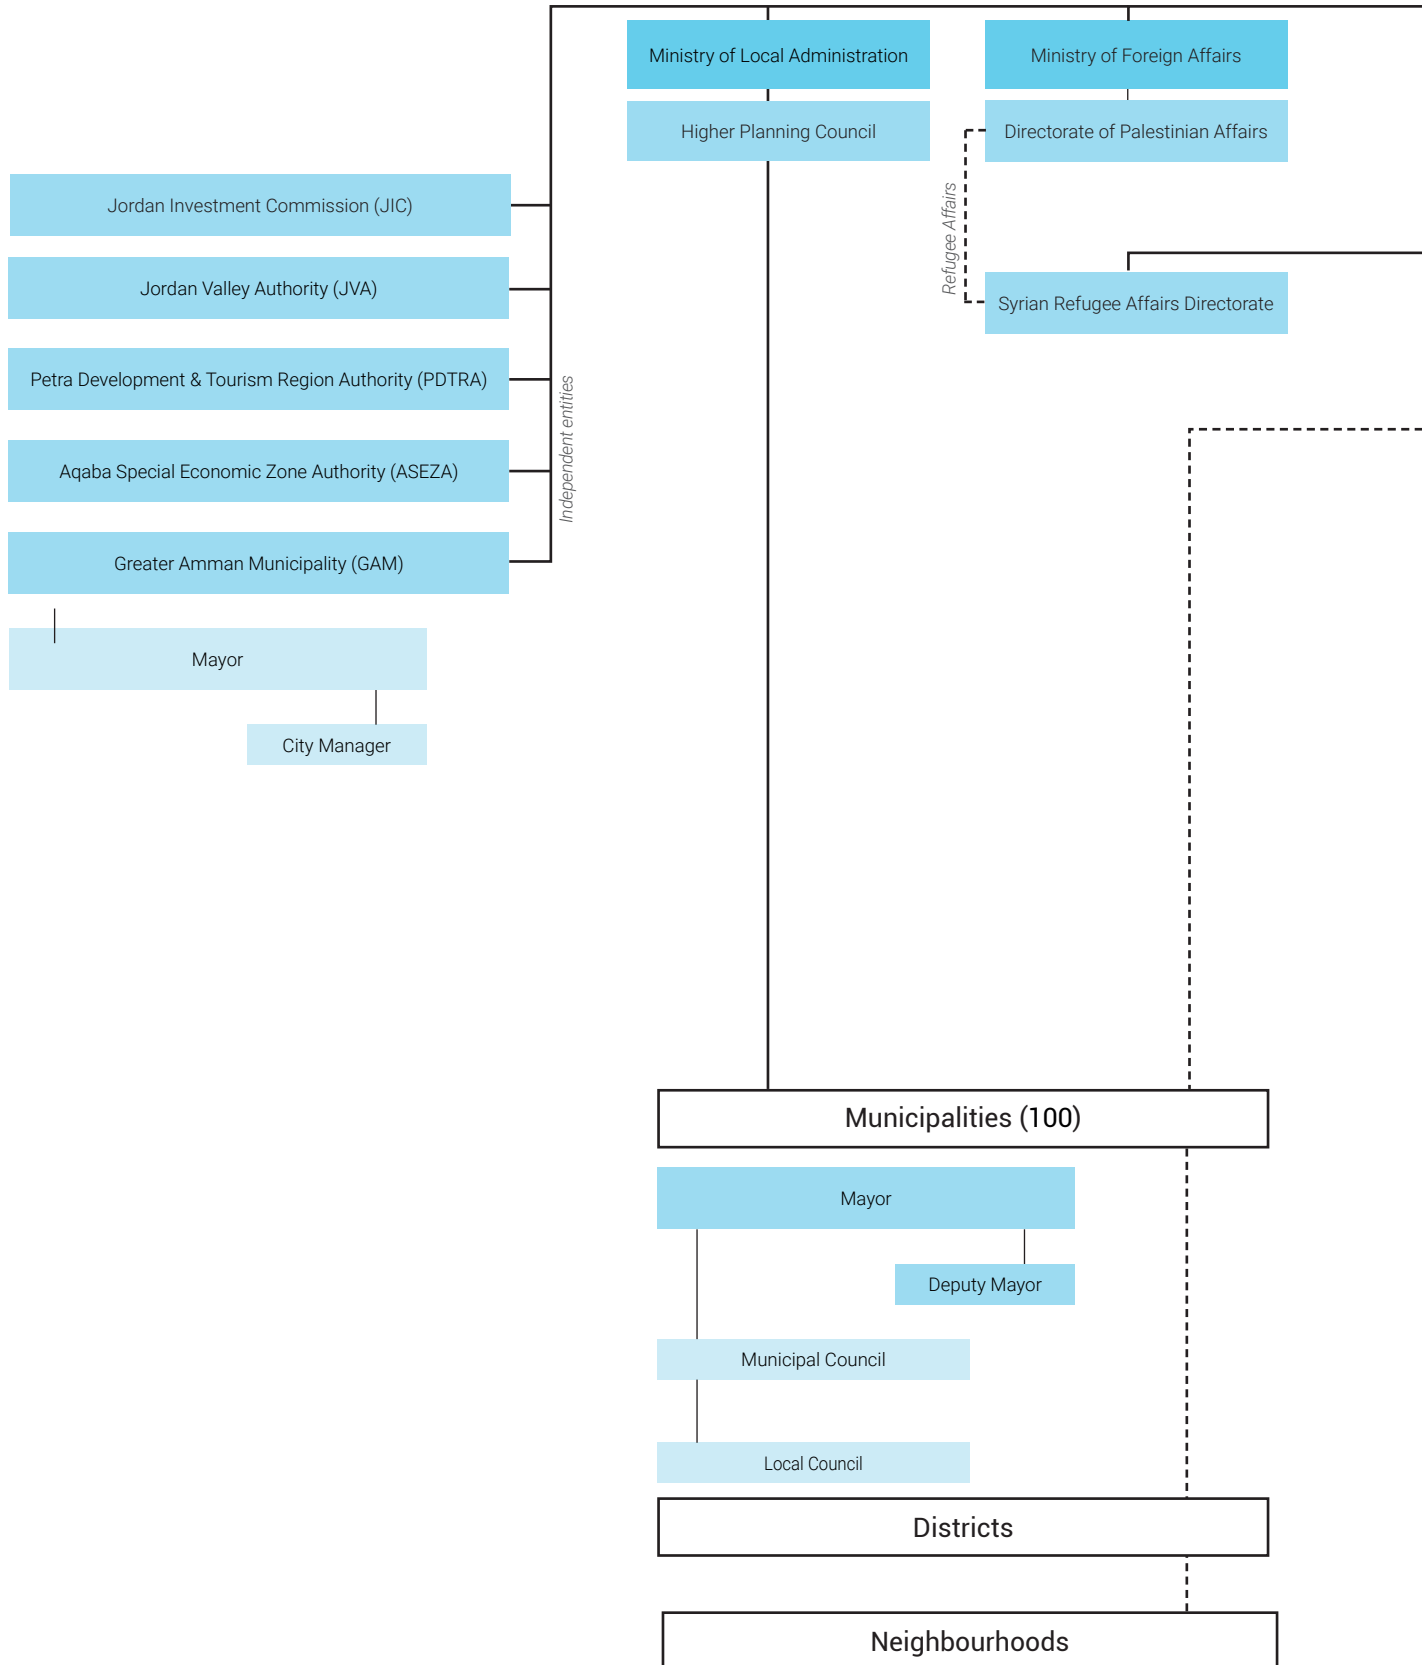 Ministry of Local Administration
Ministry of Foreign Affairs
Higher Planning Council
Directorate of Palestinian Affairs
Refugee Affairs
Jordan Investment Commission (JIC)
Jordan Valley Authority (JVA)
Syrian Refugee Affairs Directorate
Petra Development & Tourism Region Authority (PDTRA)
Independent entities
Aqaba Special Economic Zone Authority (ASEZA)
Greater Amman Municipality (GAM)
Mayor
City Manager
Municipalities (100)
Mayor
Deputy Mayor
Municipal Council
Local Council
Districts
Neighbourhoods